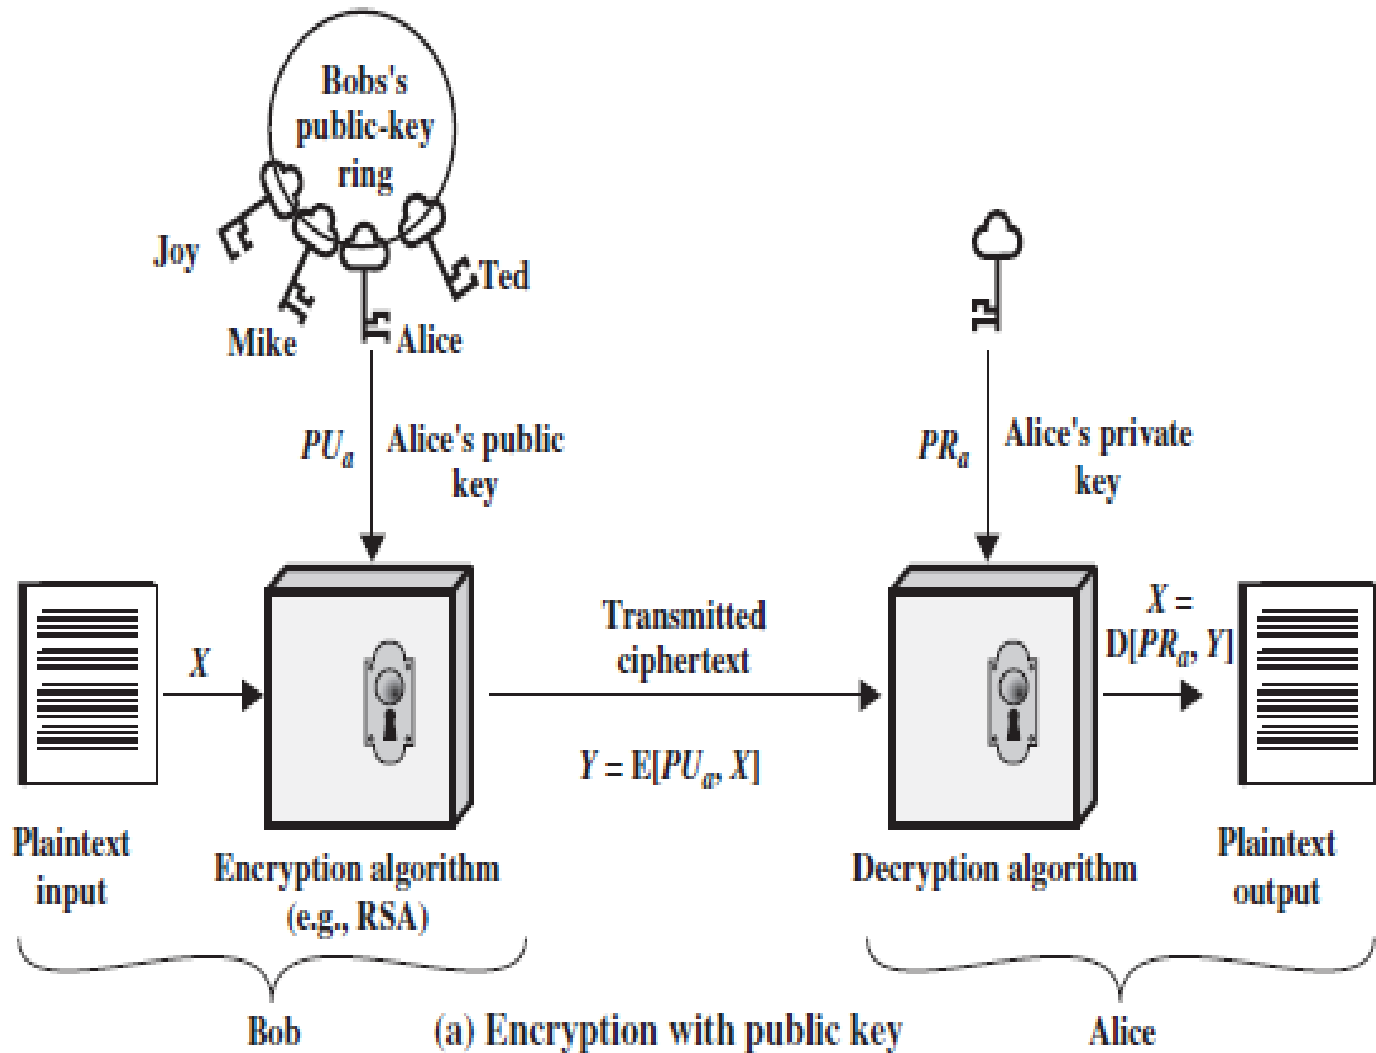 Bobs's
public-key
ring
Joy
Ted
Mike
Alice
PUa
Alice's public
key
PRa
Alice's private
key
X
Transmitted
ciphertext
X =
D[PRa, Y]
Y = E[PUa, X]
Plaintext
input
Encryption algorithm
(e.g., RSA)
Decryption algorithm
Plaintext
output
Bob
(a) Encryption with public key
Alice